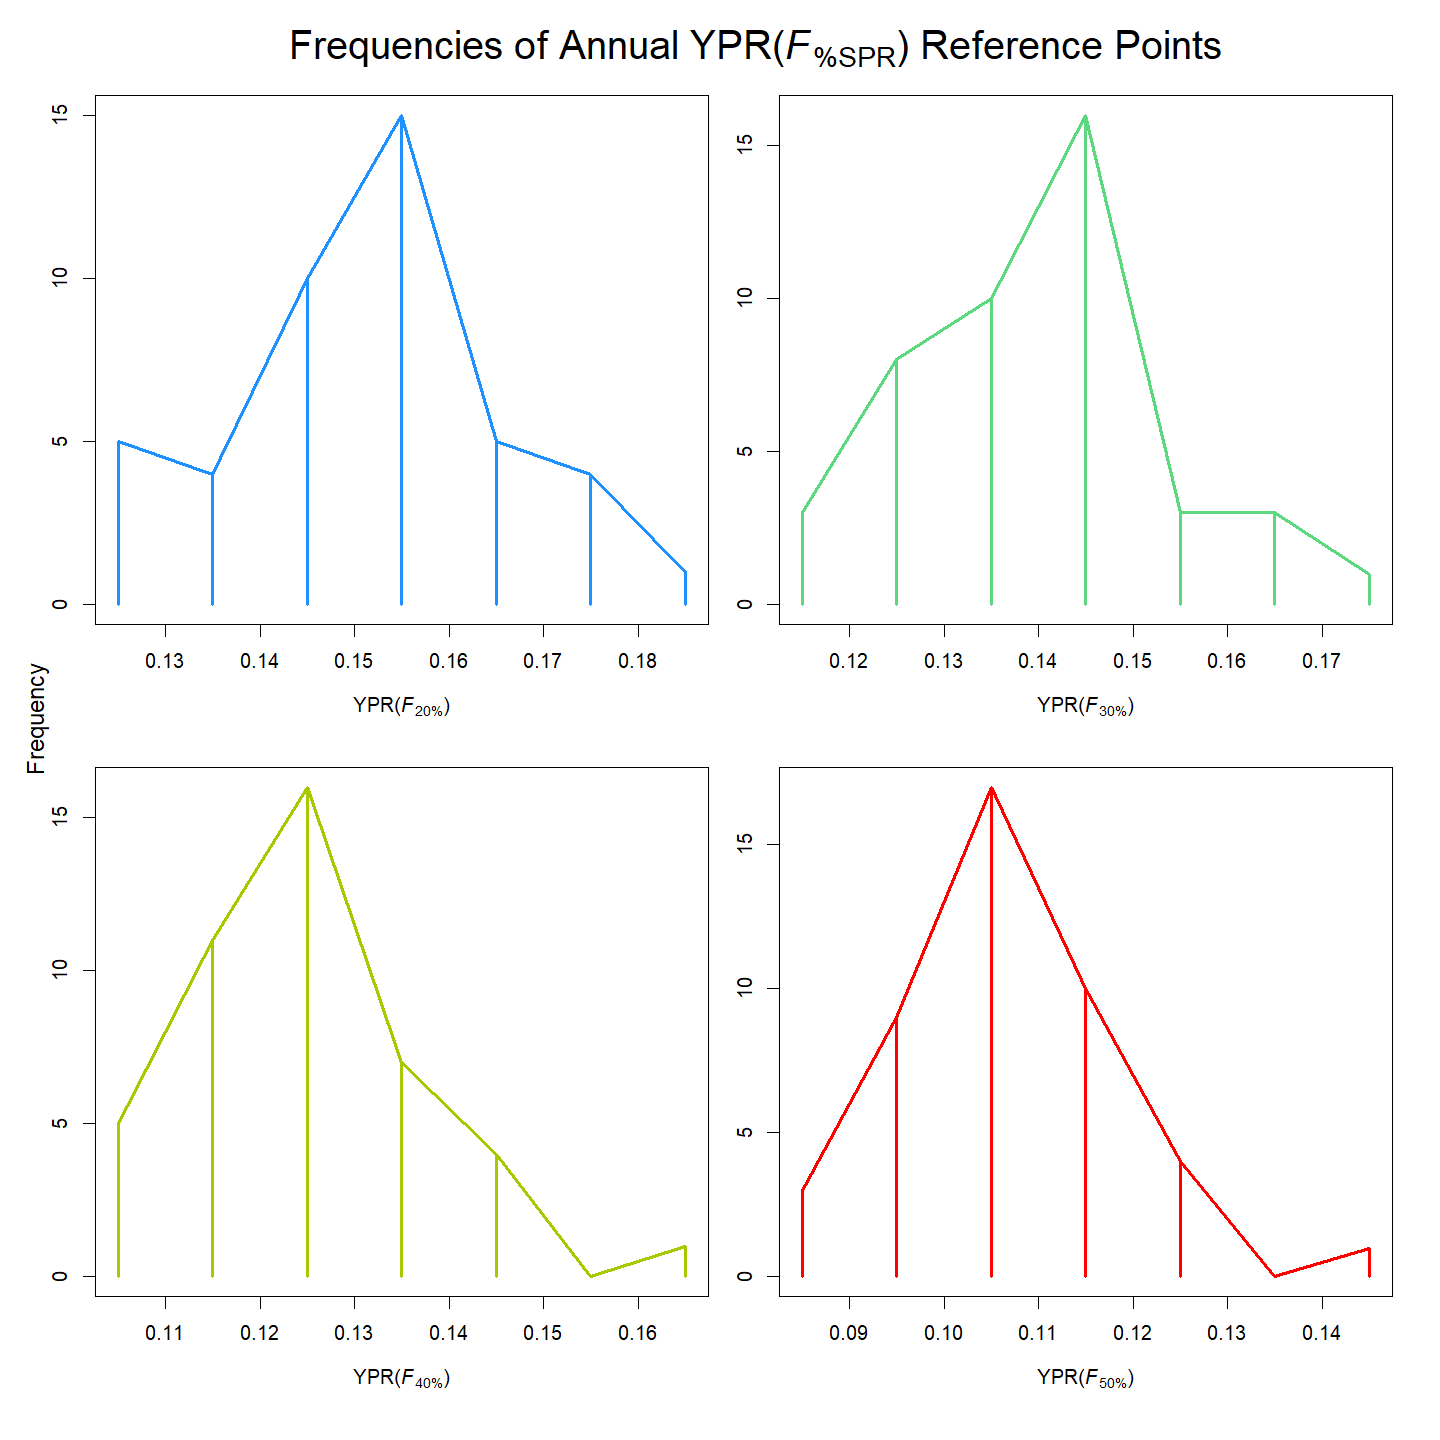 Frequencies of Annual YPR(F%SPR) Reference Points
Frequency
15
10
5
0
0.13 0.14 0.15 0.16 0.17 0.18
YPR(F20%)
15
10
5
0
0.12 0.13 0.14 0.15 0.16 0.17
YPR(F30%)
15
10
5
0
0.11 0.12 0.13 0.14 0.15 0.16
YPR(F40%)
15
10
5
0
0.09 0.10 0.11 0.12 0.13 0.14
YPR(F50%)